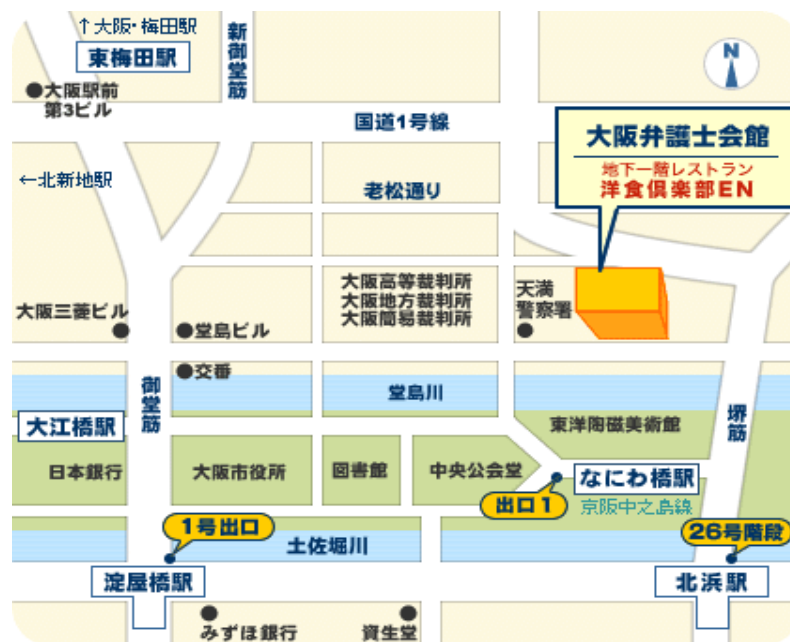 ↑大阪・梅田駅
東梅田駅
新御堂筋
N
●大阪駅前
第3ビル
国道1号線
大阪弁護士会館
地下一階レストラン
洋食倶楽部EN
←北新地駅
老松通り
大阪高等裁判所
大阪地方裁判所
大阪簡易裁判所
天満
警察署
大阪三菱ビル
●堂島ビル
●交番
御堂筋
堂島川
堺筋
大江橋駅
東洋陶磁美術館
日本銀行
大阪市役所
図書館
中央公会堂
なにわ橋駅
出口1
京阪中之島線
1号出口
土佐堀川
26号階段
淀屋橋駅
北浜駅
みずほ銀行
資生堂